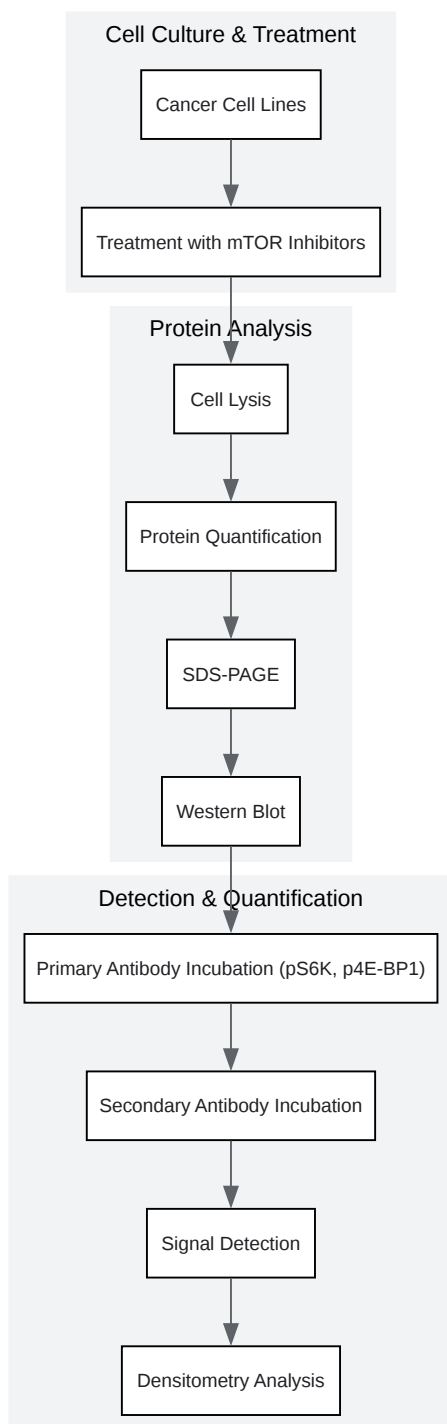 Cell Culture & Treatment
Cancer Cell Lines
Treatment with mTOR Inhibitors
Protein Analysis
Cell Lysis
Protein Quantification
SDS-PAGE
Western Blot
Detection & Quantification
Primary Antibody Incubation (pS6K, p4E-BP1)
Secondary Antibody Incubation
Signal Detection
Densitometry Analysis